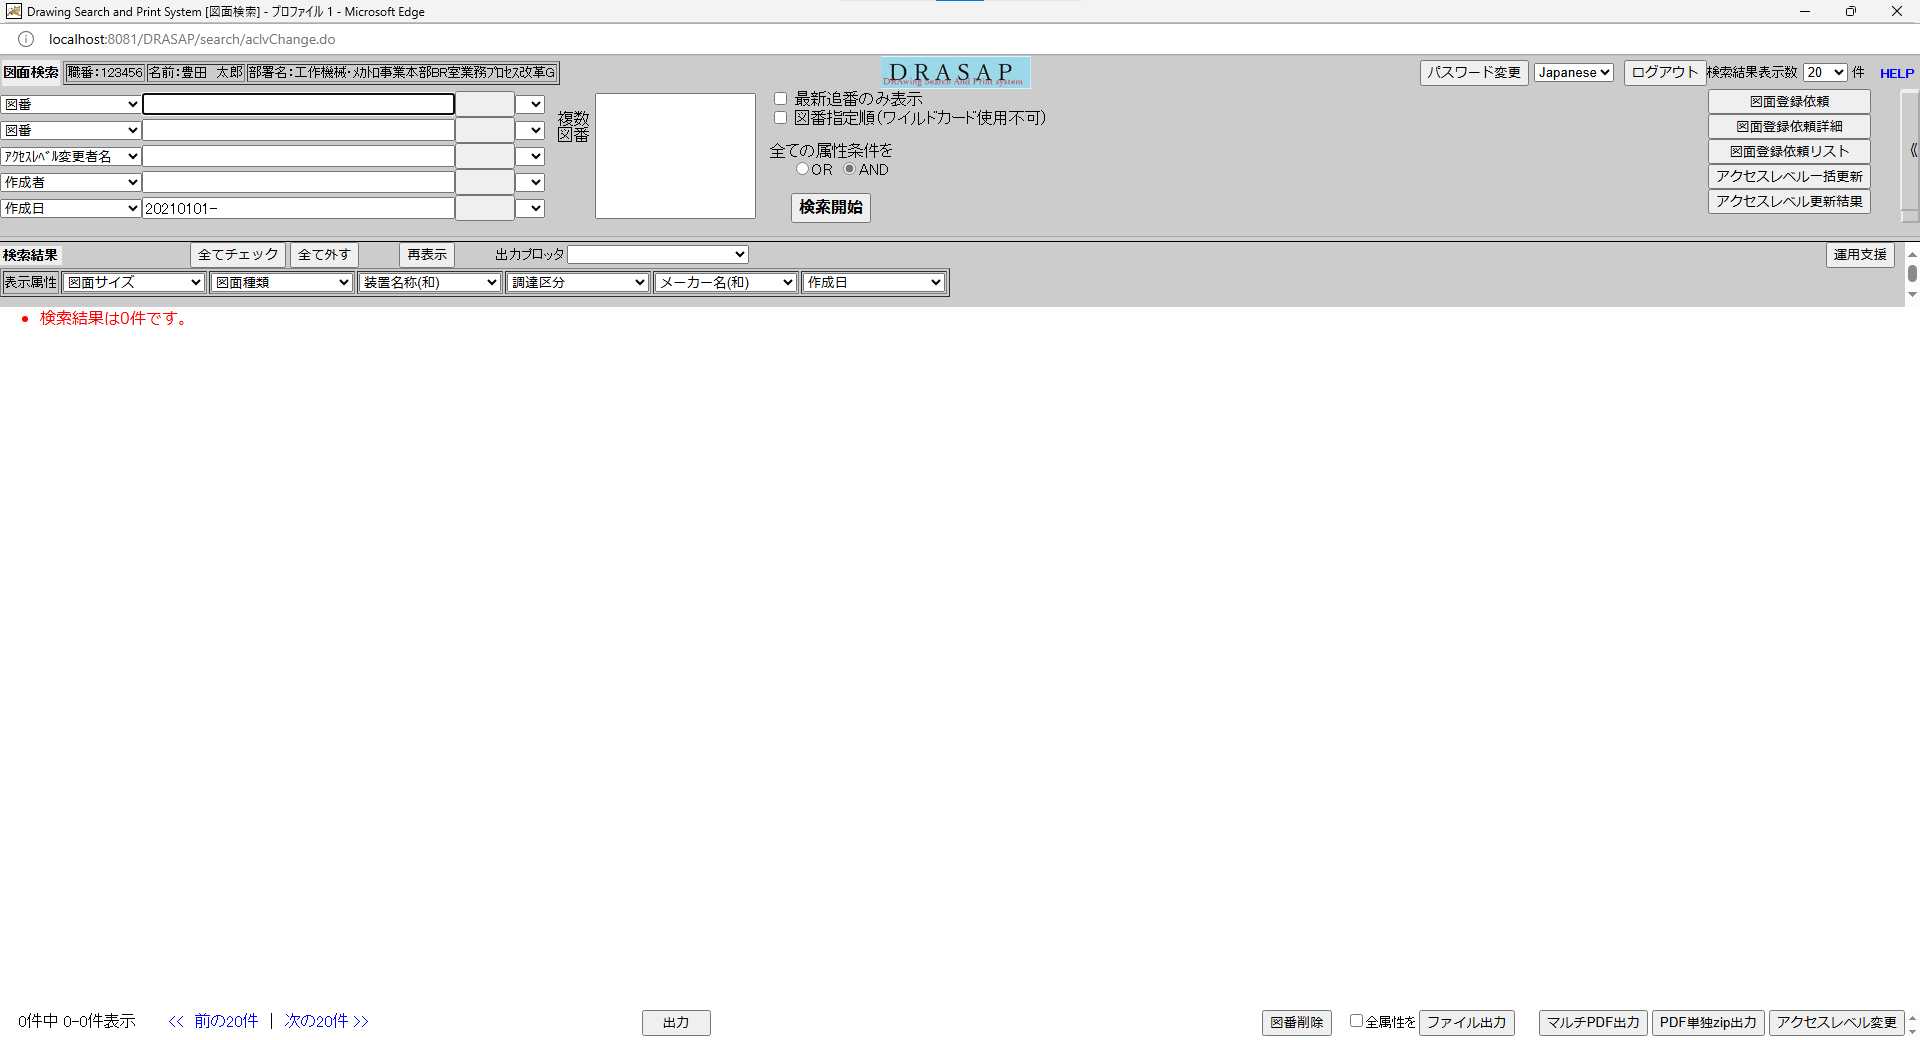 Drawing Search and Print System [図面検索] - プロファイル 1 - Microsoft Edge
localhost:8081/DRASAP/search/aclvChange.do
図面検索 職番：123456 名前：豊田　太郎 部署名：工作機械・ﾒｶﾄﾛ事業本部BR室業務ﾌﾟﾛｾｽ改革G
DRASAP
DRAwing Search And Print system
パスワード変更 Japanese ログアウト 検索結果表示数 20 件 HELP
図番
図番
ｱｸｾｽﾚﾍﾞﾙ変更者名
作成者
作成日 20210101-
複数
図番
最新追番のみ表示
図番指定順（ワイルドカード使用不可）
全ての属性条件を
OR AND
検索開始
図面登録依頼
図面登録依頼詳細
図面登録依頼リスト
アクセスレベル一括更新
アクセスレベル更新結果
《
検索結果 全てチェック 全て外す 再表示 出力プロッタ 運用支援
表示属性 図面サイズ 図面種類 装置名称(和) 調達区分 メーカー名(和) 作成日
• 検索結果は0件です。
0件中 0-0件表示 << 前の20件 | 次の20件 >> 出力 図番削除 全属性を ファイル出力 マルチPDF出力 PDF単独zip出力 アクセスレベル変更